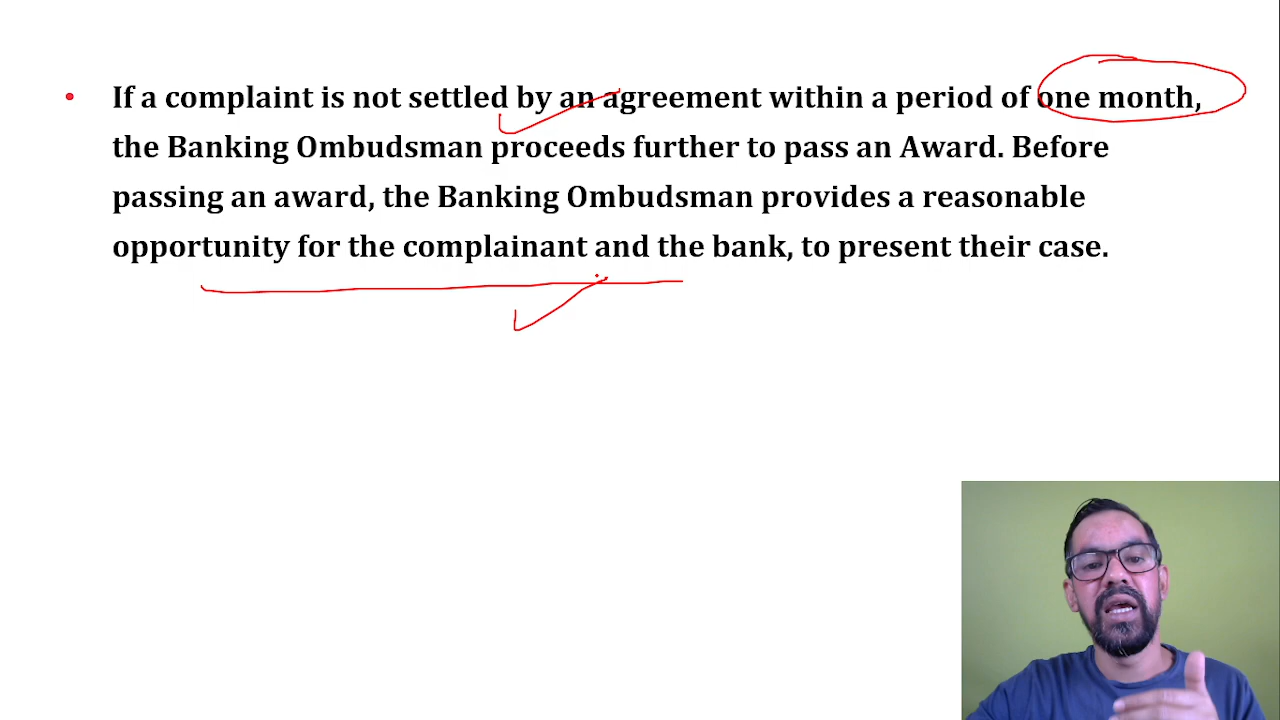 • If a complaint is not settled by an agreement within a period of one month,
the Banking Ombudsman proceeds further to pass an Award. Before
passing an award, the Banking Ombudsman provides a reasonable
opportunity for the complainant and the bank, to present their case.